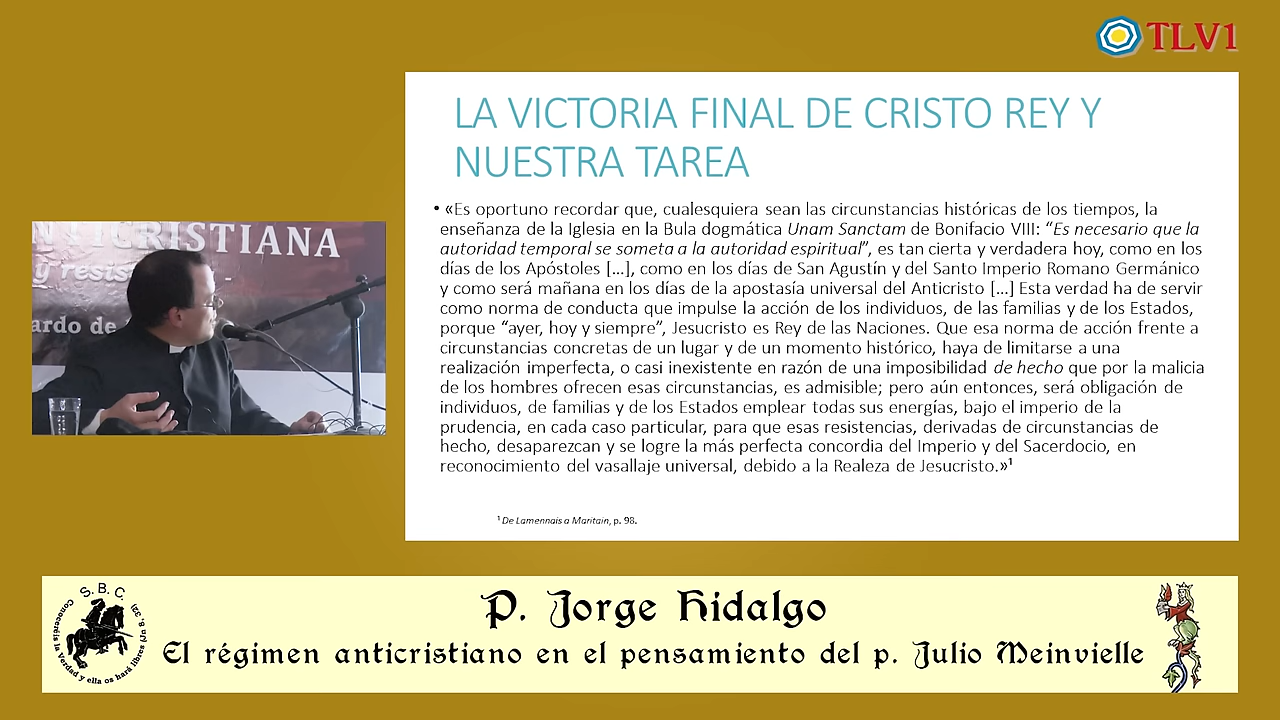 TLV1
LA VICTORIA FINAL DE CRISTO REY Y
NUESTRA TAREA
• «Es oportuno recordar que, cualesquiera sean las circunstancias históricas de los tiempos, la
enseñanza de la Iglesia en la Bula dogmática Unam Sanctam de Bonifacio VIII: “Es necesario que la
autoridad temporal se someta a la autoridad espiritual”, es tan cierta y verdadera hoy, como en los
días de los Apóstoles [...], como en los días de San Agustín y del Santo Imperio Romano Germánico
y como será mañana en los días de la apostasía universal del Anticristo [...] Esta verdad ha de servir
como norma de conducta que impulse la acción de los individuos, de las familias y de los Estados,
porque “ayer, hoy y siempre”, Jesucristo es Rey de las Naciones. Que esa norma de acción frente a
circunstancias concretas de un lugar y de un momento histórico, haya de limitarse a una
realización imperfecta, o casi inexistente en razón de una imposibilidad de hecho que por la malicia
de los hombres ofrecen esas circunstancias, es admisible; pero aún entonces, será obligación de
individuos, de familias y de los Estados emplear todas sus energías, bajo el imperio de la
prudencia, en cada caso particular, para que esas resistencias, derivadas de circunstancias de
hecho, desaparezcan y se logre la más perfecta concordia del Imperio y del Sacerdocio, en
reconocimiento del vasallaje universal, debido a la Realeza de Jesucristo.»¹
¹ De Lamennais a Maritain, p. 98.
NTICRISTIANA
y resis
ardo de
S. B. C.
Conoceréis la Verdad y ella os hará libres (Jn 8, 32)
P. Jorge Hidalgo
El régimen anticristiano en el pensamiento del p. Julio Meinvielle